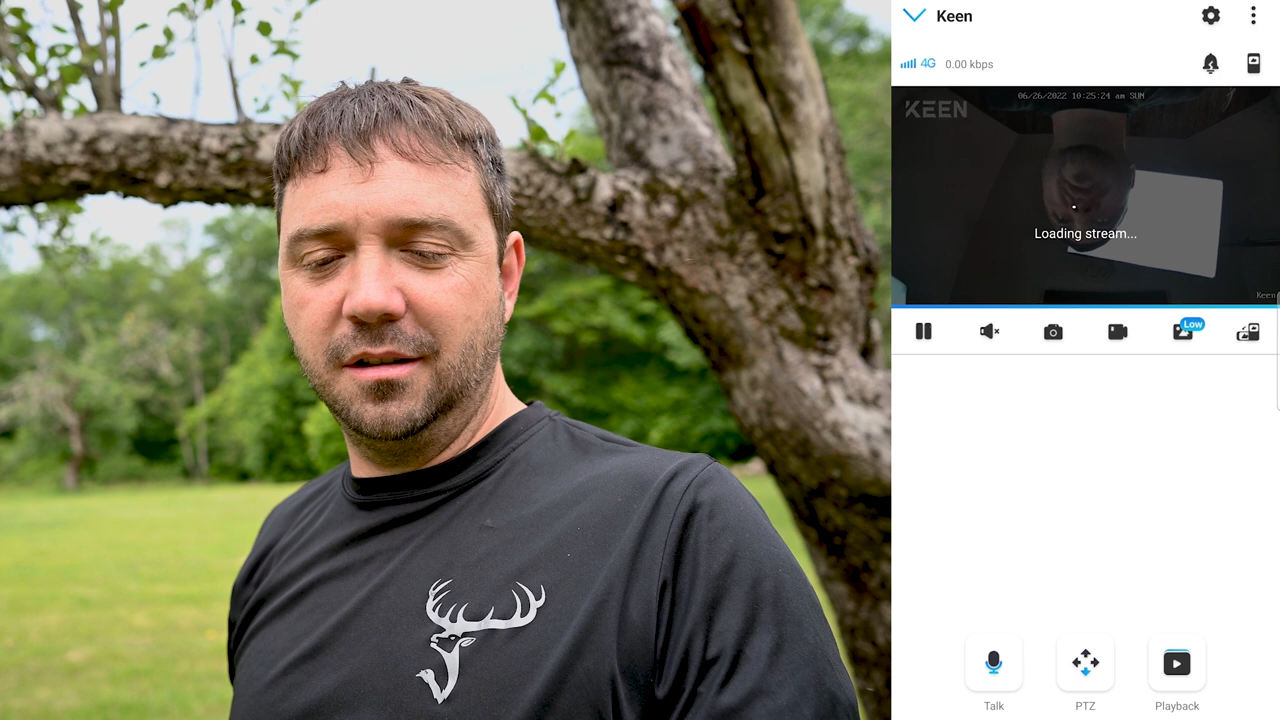 Keen
4G 0.00 kbps
06/26/2022 10:25:24 am SUN
KEEN
Loading stream...
Keen
Low
Talk PTZ Playback